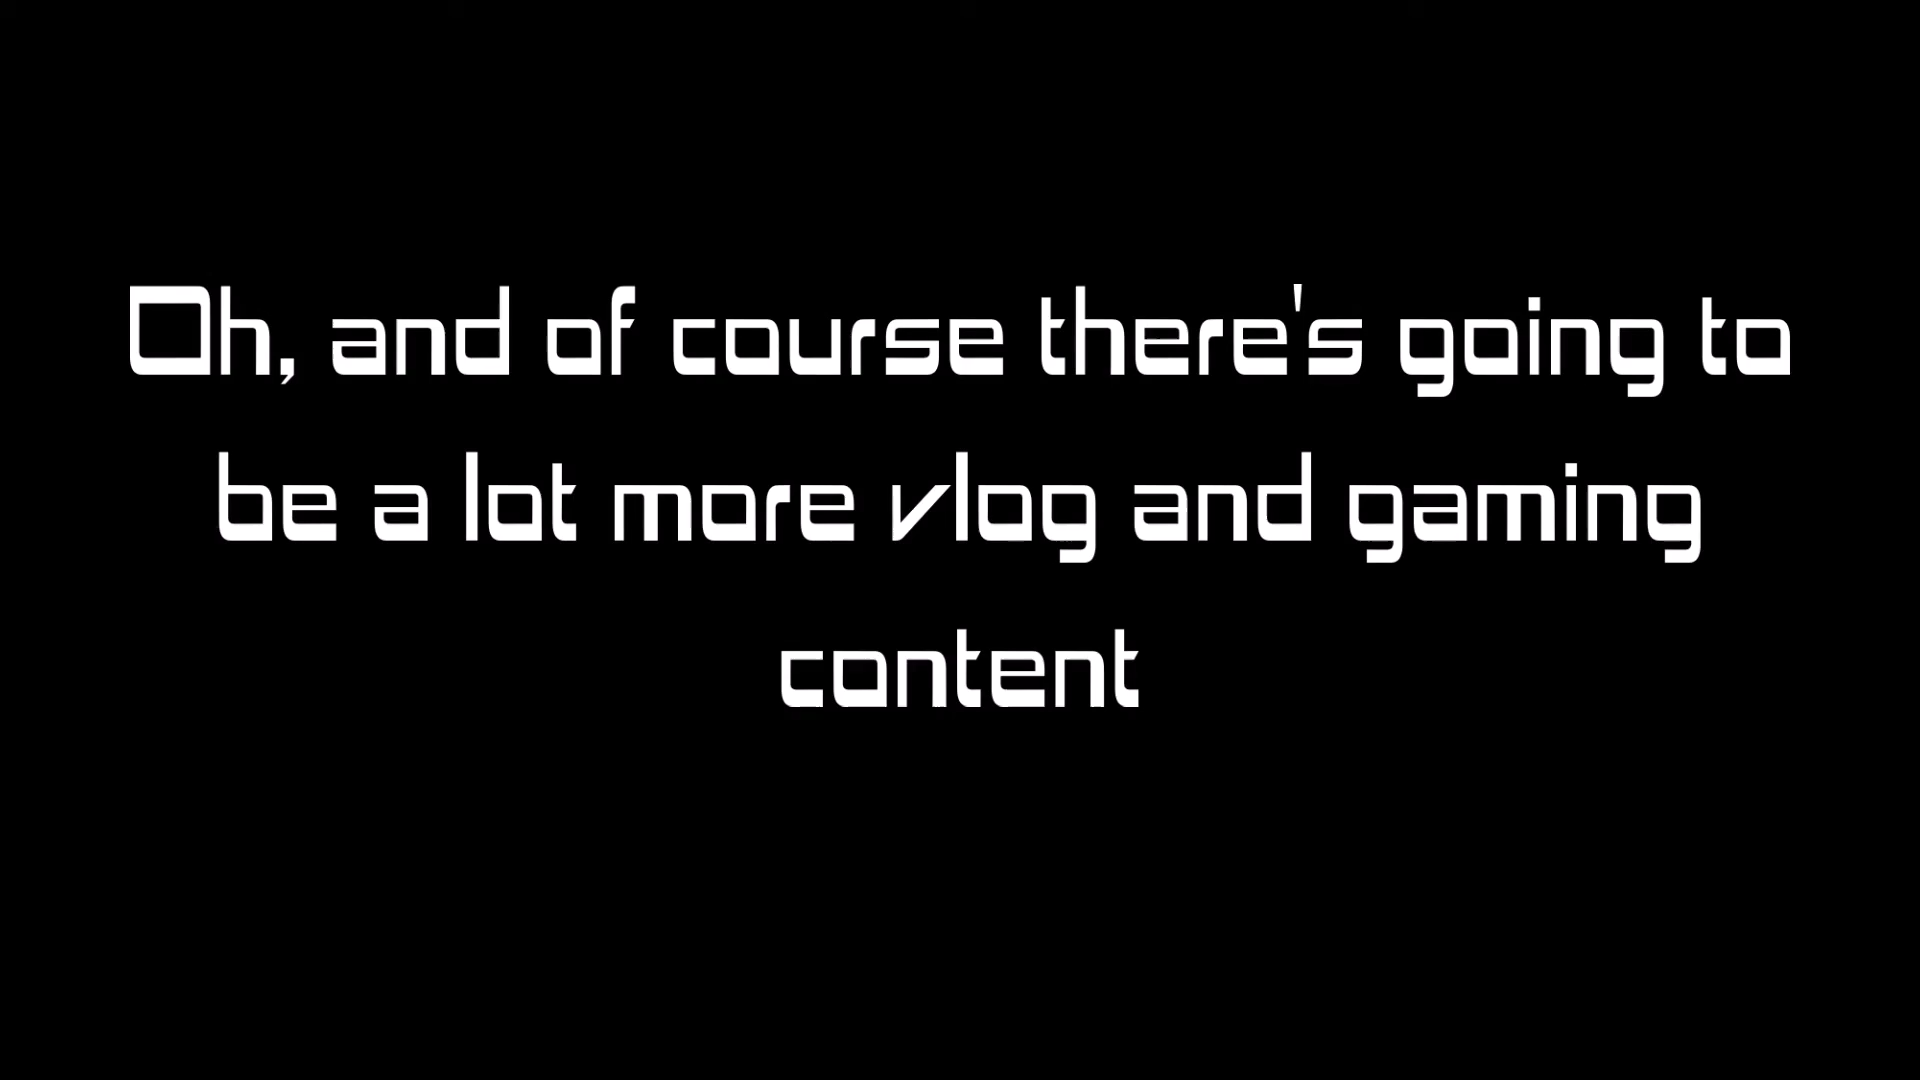 Oh, and of course there's going to
be a lot more vlog and gaming
content